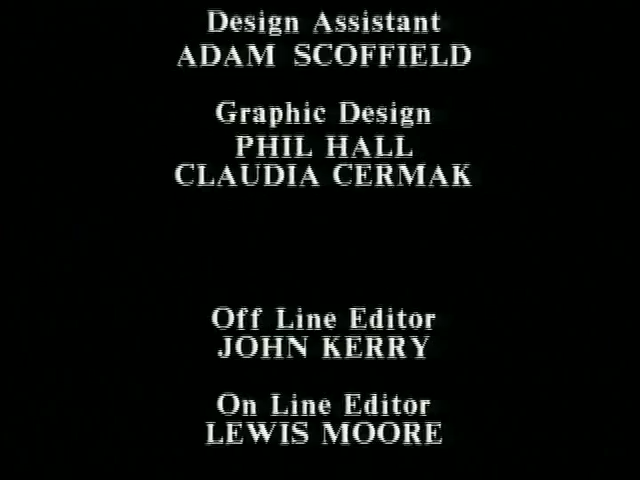 Design Assistant
ADAM SCOFFIELD
Graphic Design
PHIL HALL
CLAUDIA CERMAK
Off Line Editor
JOHN KERRY
On Line Editor
LEWIS MOORE